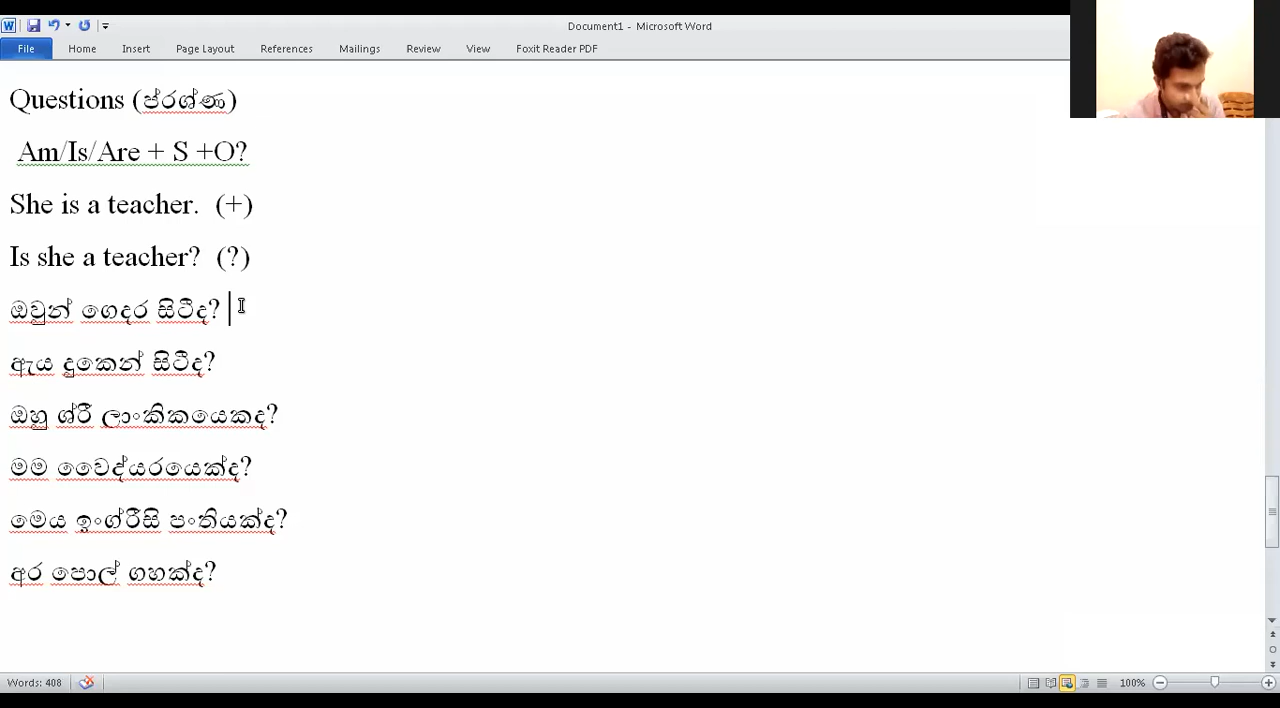 Document1 - Microsoft Word
File Home Insert Page Layout References Mailings Review View Foxit Reader PDF
Questions (ප්රශ්ණ)
Am/Is/Are + S +O?
She is a teacher. (+)
Is she a teacher? (?)
ඔවුන් ගෙදර සිටීද?
ඇය දුකෙන් සිටීද?
ඔහු ශ්රී ලාංකිකයෙකද?
මම වෛද්යරයෙක්ද?
මෙය ඉංග්රීසි පංතියක්ද?
අර පොල් ගහක්ද?
Words: 408 100%